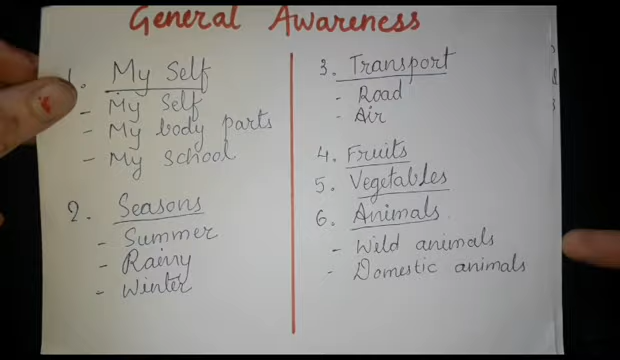 General Awareness
1. My Self
- My Self
- My body parts
- My school
2. Seasons
- Summer
- Rainy
- Winter
3. Transport
- Road
- Air
4. Fruits
5. Vegetables
6. Animals
- Wild animals
- Domestic animals